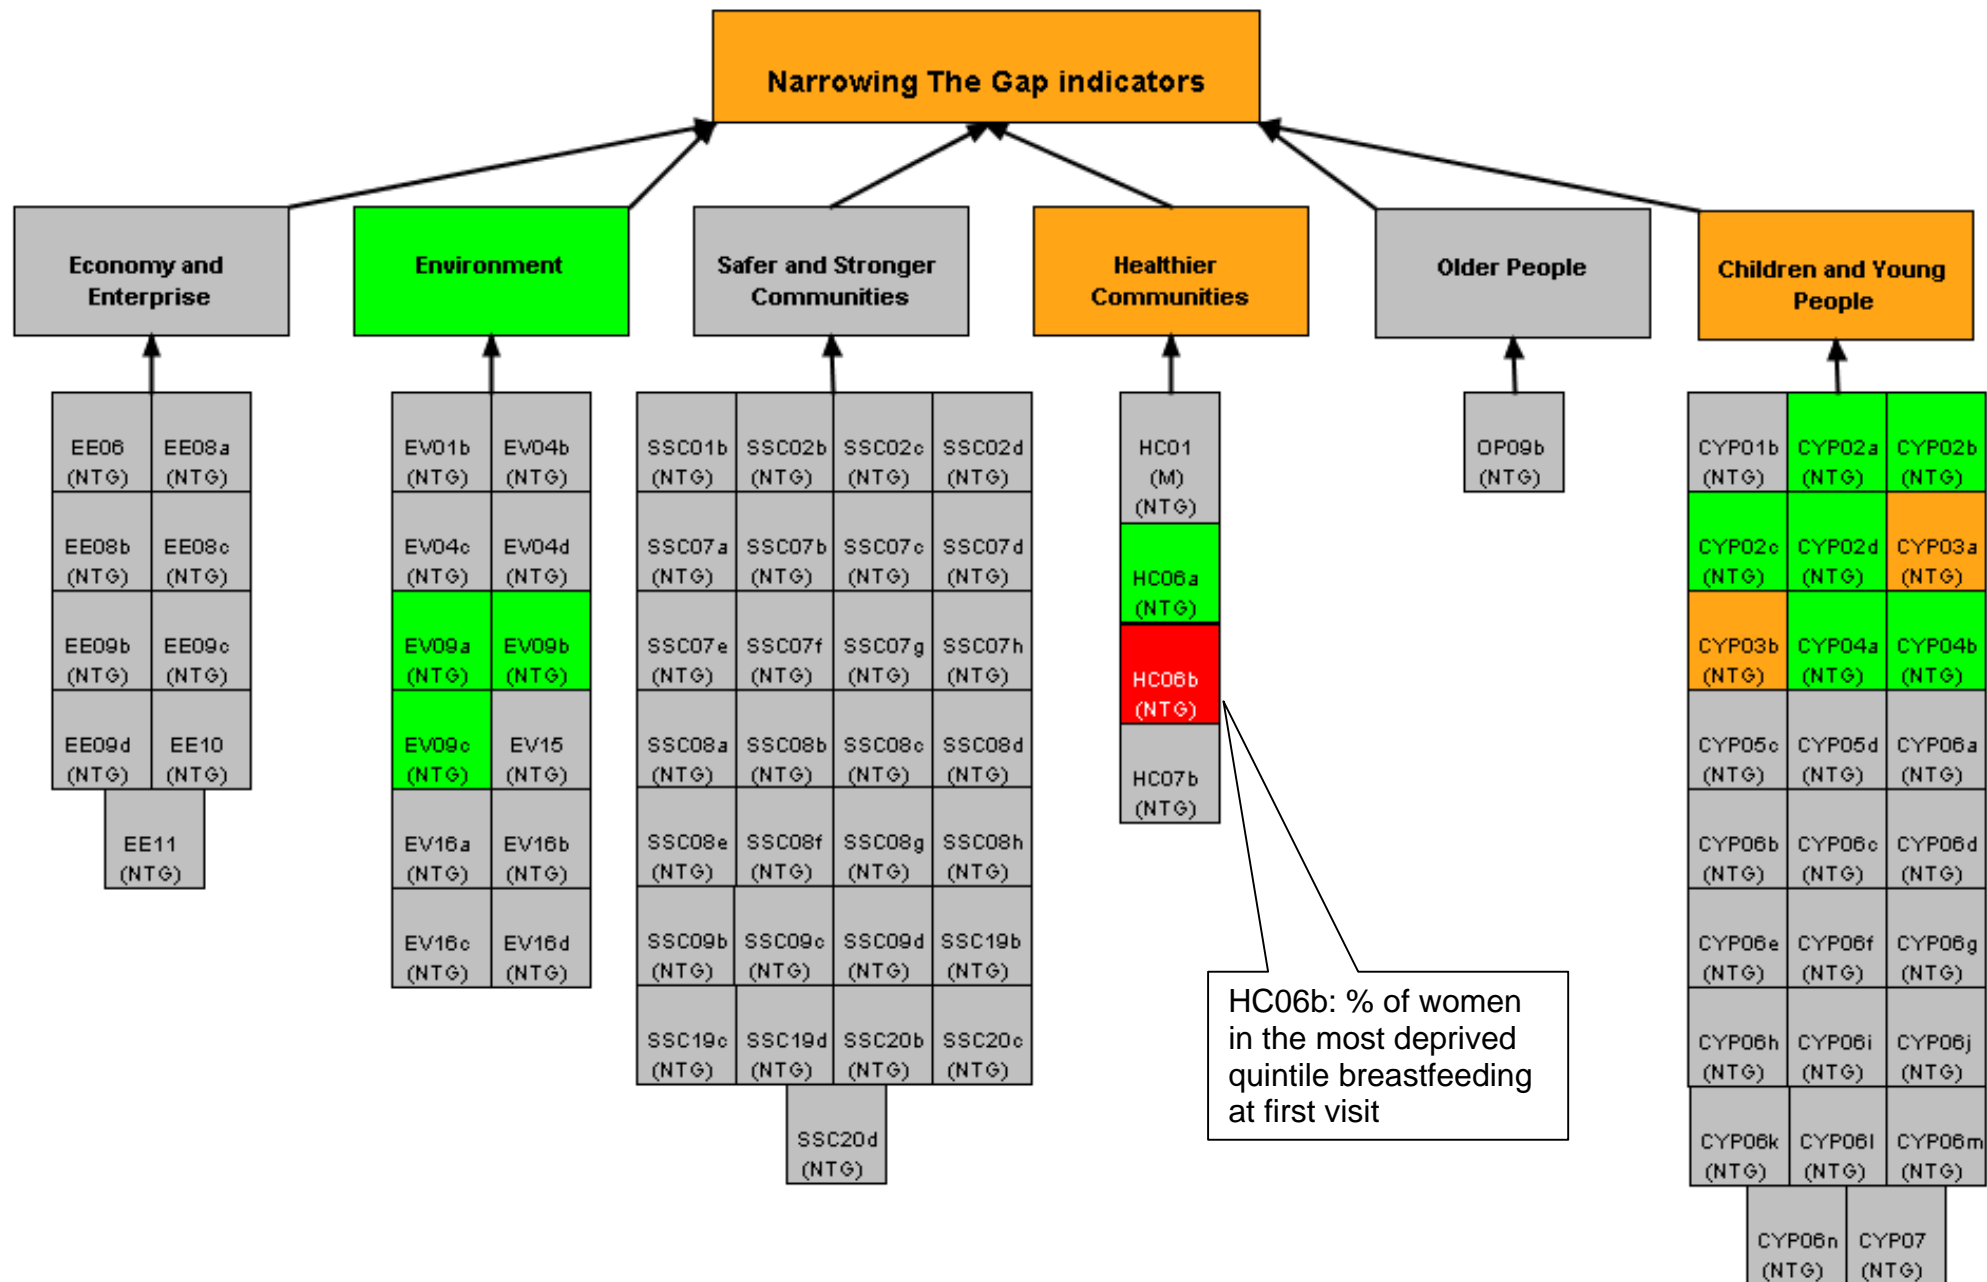 Narrowing The Gap indicators
Economy and
Enterprise
Environment
Safer and Stronger
Communities
Healthier
Communities
Older People
Children and Young
People
EE06
(NTG)
EE08a
(NTG)
EE08b
(NTG)
EE08c
(NTG)
EE09b
(NTG)
EE09c
(NTG)
EE09d
(NTG)
EE10
(NTG)
EE11
(NTG)
EV01b
(NTG)
EV04b
(NTG)
EV04c
(NTG)
EV04d
(NTG)
EV09a
(NTG)
EV09b
(NTG)
EV09c
(NTG)
EV15
(NTG)
EV16a
(NTG)
EV16b
(NTG)
EV16c
(NTG)
EV16d
(NTG)
SSC01b
(NTG)
SSC02b
(NTG)
SSC02c
(NTG)
SSC02d
(NTG)
SSC07a
(NTG)
SSC07b
(NTG)
SSC07c
(NTG)
SSC07d
(NTG)
SSC07e
(NTG)
SSC07f
(NTG)
SSC07g
(NTG)
SSC07h
(NTG)
SSC08a
(NTG)
SSC08b
(NTG)
SSC08c
(NTG)
SSC08d
(NTG)
SSC08e
(NTG)
SSC08f
(NTG)
SSC08g
(NTG)
SSC08h
(NTG)
SSC09b
(NTG)
SSC09c
(NTG)
SSC09d
(NTG)
SSC19b
(NTG)
SSC19c
(NTG)
SSC19d
(NTG)
SSC20b
(NTG)
SSC20c
(NTG)
SSC20d
(NTG)
HC01
(M)
(NTG)
HC06a
(NTG)
HC06b
(NTG)
HC07b
(NTG)
HC06b: % of women
in the most deprived
quintile breastfeeding
at first visit
OP09b
(NTG)
CYP01b
(NTG)
CYP02a
(NTG)
CYP02b
(NTG)
CYP02c
(NTG)
CYP02d
(NTG)
CYP03a
(NTG)
CYP03b
(NTG)
CYP04a
(NTG)
CYP04b
(NTG)
CYP05c
(NTG)
CYP05d
(NTG)
CYP06a
(NTG)
CYP06b
(NTG)
CYP06c
(NTG)
CYP06d
(NTG)
CYP06e
(NTG)
CYP06f
(NTG)
CYP06g
(NTG)
CYP06h
(NTG)
CYP06i
(NTG)
CYP06j
(NTG)
CYP06k
(NTG)
CYP06l
(NTG)
CYP06m
(NTG)
CYP06n
(NTG)
CYP07
(NTG)